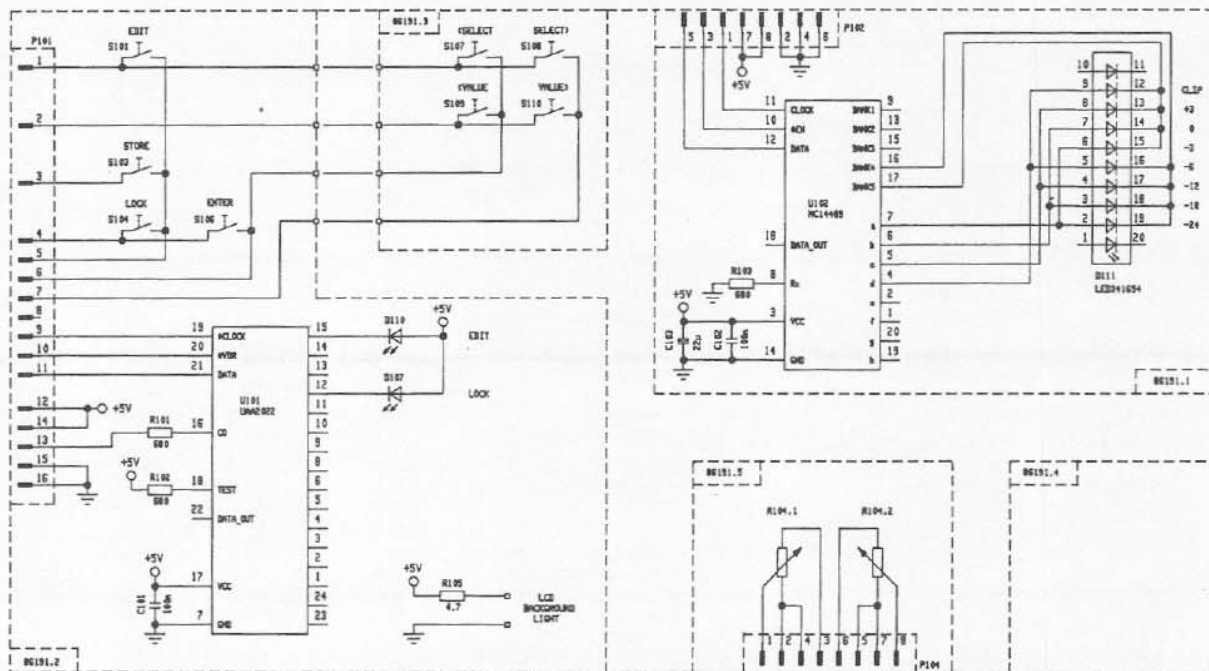 P101
EDIT
S101
1
2
STORE
S103
3
LOCK
S104
ENTER
S106
4
5
6
7
8
9
10
11
12
14
13
15
16
+5V
R101
680
+5V
R102
680
19
20
21
16
18
22
17
7
DATA
U101
UAA2022
CO
TEST
DATA_OUT
VCC
GND
+5V
C101
100n
15
14
13
12
11
10
9
8
6
5
4
3
2
1
24
23
D110
D107
+5V
EDIT
LOCK
+5V
R105
4.7
LCD
BACKGROUND
LIGHT
86191.2
86191.3
<SELECT
S107
SELECT>
S108
<VALUE
S109
VALUE>
S110
P102
5
3
1
7
8
2
4
6
+5V
11
10
12
18
8
3
14
CLOCK
DATA
U102
MC14489
DATA_OUT
Rx
VCC
GND
R103
680
+5V
C103
22u
C102
100n
BANK1
BANK2
9
13
15
16
17
7
6
5
4
2
1
20
19
a
b
c
d
e
f
g
10
9
8
7
6
5
4
3
2
1
11
12
13
14
15
16
17
18
19
20
D111
CLIP
+3
0
-3
-6
-12
-18
-24
86191.1
86191.5
R104.1
R104.2
1
2
4
3
6
5
7
8
P104
86191.4